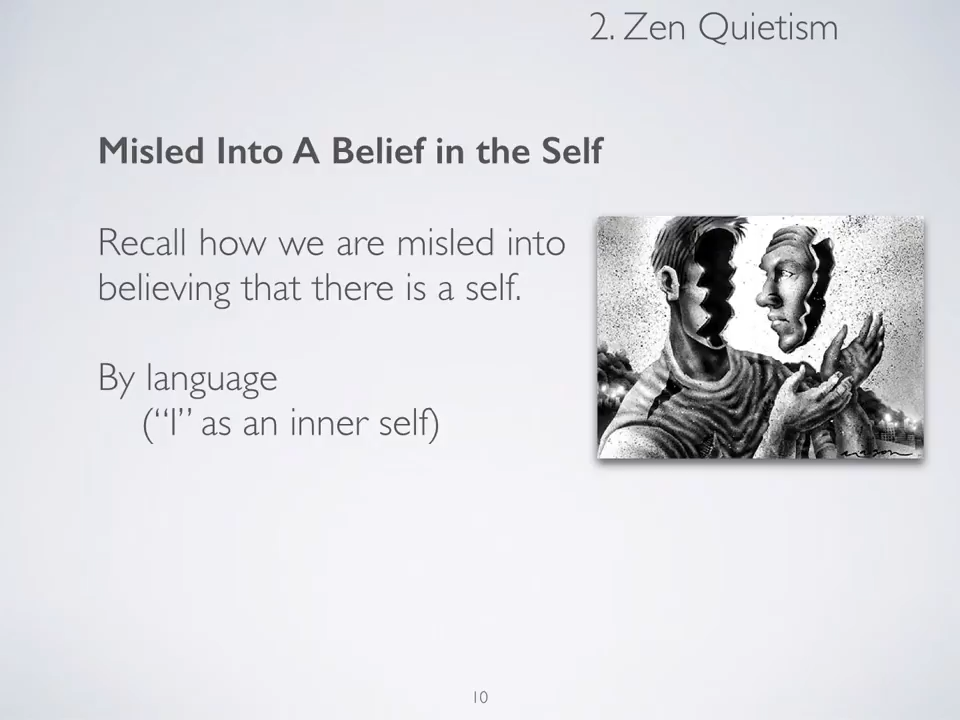 2. Zen Quietism
Misled Into A Belief in the Self
Recall how we are misled into
believing that there is a self.
By language
(“I” as an inner self)
10